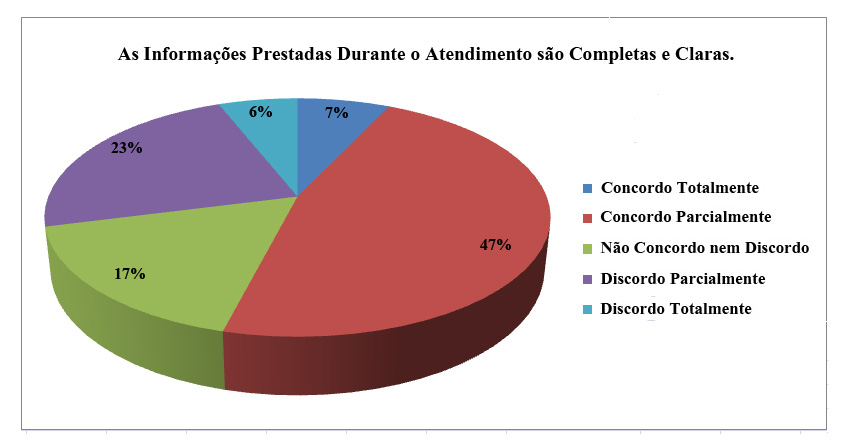 As Informações Prestadas Durante o Atendimento são Completas e Claras.
6%
7%
23%
47%
17%
Concordo Totalmente
Concordo Parcialmente
Não Concordo nem Discordo
Discordo Parcialmente
Discordo Totalmente